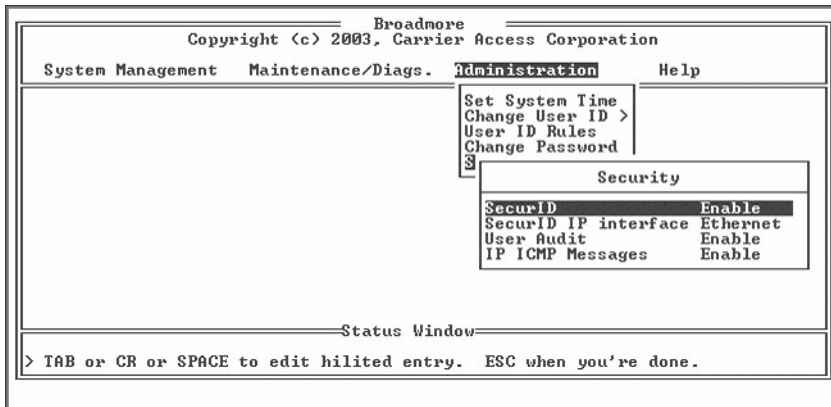 Broadmore
Copyright (c) 2003, Carrier Access Corporation
System Management Maintenance/Diags. Administration Help
Set System Time
Change User ID >
User ID Rules
Change Password
S
Security
SecurID Enable
SecurID IP interface Ethernet
User Audit Enable
IP ICMP Messages Enable
Status Window
> TAB or CR or SPACE to edit hilited entry. ESC when you're done.